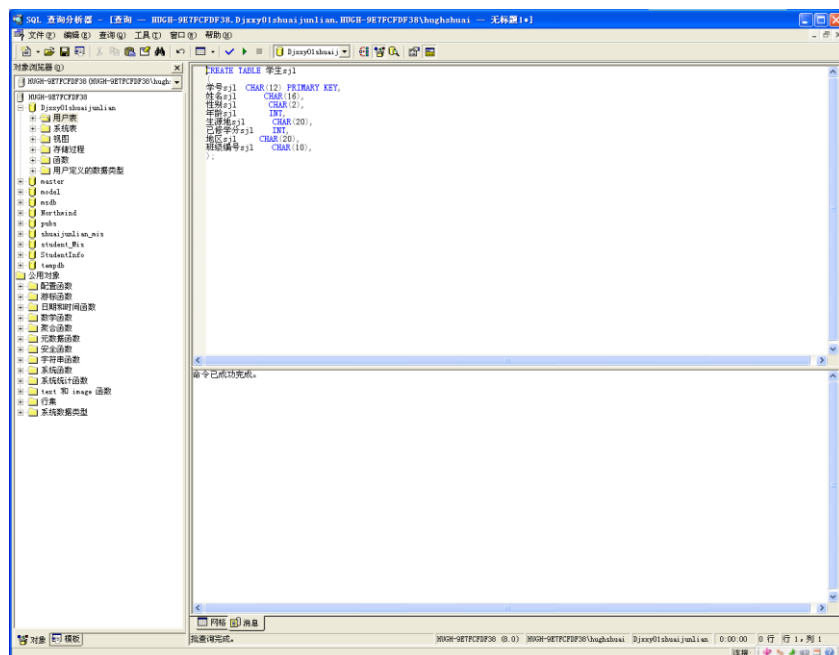 SQL 查询分析器 - [查询 — HUGH-9E7FCFDF38.Djxxy01shuaijunlian.HUGH-9E7FCFDF38\hughshuai — 无标题1*]
文件(F) 编辑(E) 查询(Q) 工具(T) 窗口(W) 帮助(H)
Djxxy01shuaij
对象浏览器(O)
HUGH-9E7FCFDF38(HUGH-9E7FCFDF38\hugh
HUGH-9E7FCFDF38
Djxxy01shuaijunlian
用户表
系统表
视图
存储过程
函数
用户定义的数据类型
master
model
msdb
Northwind
pubs
shuaijunlian_mis
student_Mis
StudentInfo
tempdb
公用对象
配置函数
游标函数
日期和时间函数
数学函数
聚合函数
元数据函数
安全函数
字符串函数
系统函数
系统统计函数
text 和 image 函数
行集
系统数据类型
对象 模板
CREATE TABLE 学生sjl
(
学号sjl CHAR(12) PRIMARY KEY,
姓名sjl CHAR(16),
性别sjl CHAR(2),
年龄sjl INT,
生源地sjl CHAR(20),
已修学分sjl INT,
地区sjl CHAR(20),
班级编号sjl CHAR(10),
);
命令已成功完成。
网格 消息
批查询完成。 HUGH-9E7FCFDF38 (8.0) HUGH-9E7FCFDF38\hughshuai Djxxy01shuaijunlian 0:00:00 0 行 行 1, 列 1
连接: